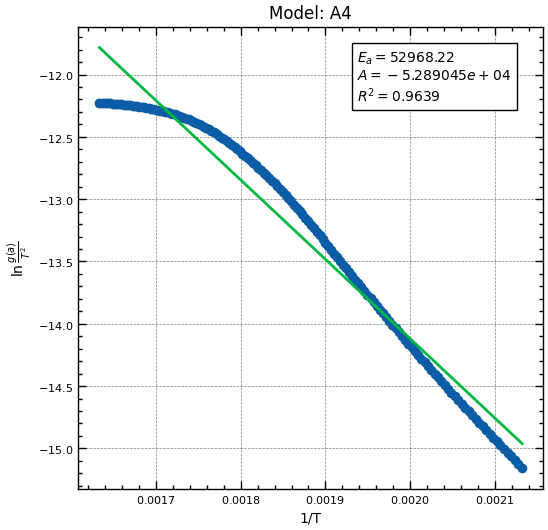 Model: A4
E_a = 52968.22
A = −5.289045e + 04
R^2 = 0.9639
−12.0
−12.5
−13.0
−13.5
−14.0
−14.5
−15.0
ln g(a)/T^2
0.0017 0.0018 0.0019 0.0020 0.0021
1/T